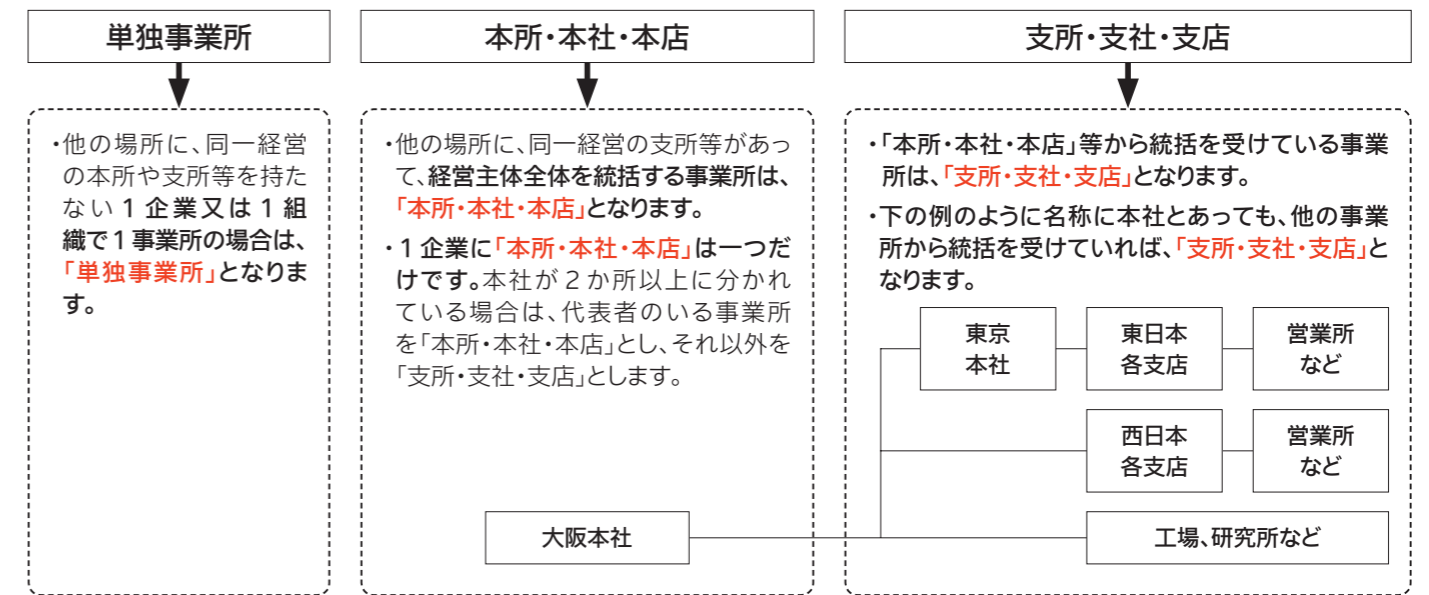 単独事業所
・他の場所に、同一経営
の本所や支所等を持た
ない1企業又は1組
織で1事業所の場合は、
「単独事業所」となりま
す。
本所・本社・本店
・他の場所に、同一経営の支所等があっ
て、経営主体全体を統括する事業所は、
「本所・本社・本店」となります。
・1企業に「本所・本社・本店」は一つだ
けです。本社が2か所以上に分かれ
ている場合は、代表者のいる事業所
を「本所・本社・本店」とし、それ以外を
「支所・支社・支店」とします。
大阪本社
支所・支社・支店
・「本所・本社・本店」等から統括を受けている事業
所は、「支所・支社・支店」となります。
・下の例のように名称に本社とあっても、他の事業
所から統括を受けていれば、「支所・支社・支店」と
なります。
東京
本社
東日本
各支店
営業所
など
西日本
各支店
営業所
など
工場、研究所など